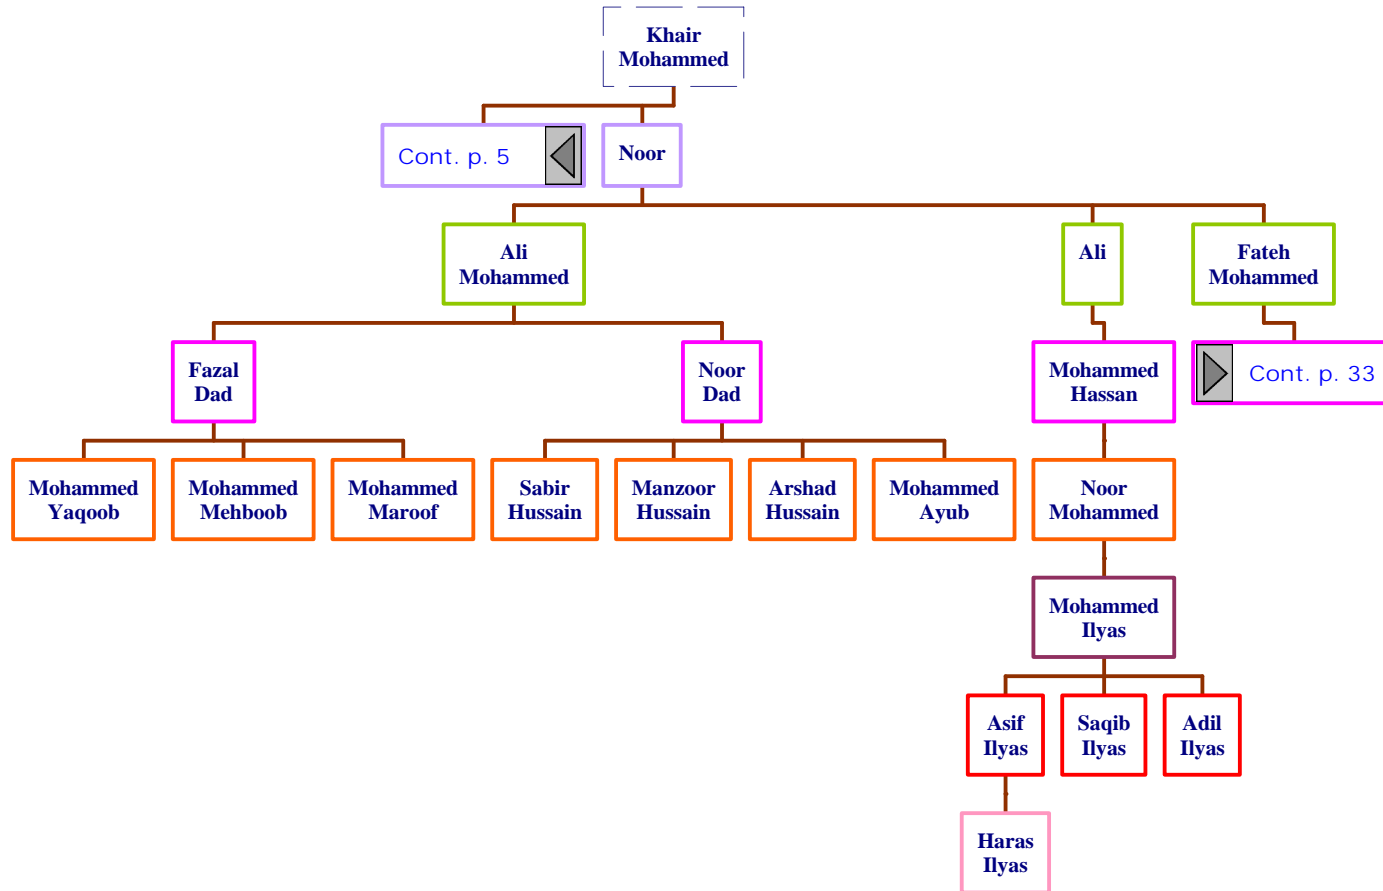 Khair
Mohammed
Cont. p. 5
Noor
Ali
Mohammed
Ali
Fateh
Mohammed
Fazal
Dad
Noor
Dad
Mohammed
Hassan
Cont. p. 33
Mohammed
Yaqoob
Mohammed
Mehboob
Mohammed
Maroof
Sabir
Hussain
Manzoor
Hussain
Arshad
Hussain
Mohammed
Ayub
Noor
Mohammed
Mohammed
Ilyas
Asif
Ilyas
Saqib
Ilyas
Adil
Ilyas
Haras
Ilyas